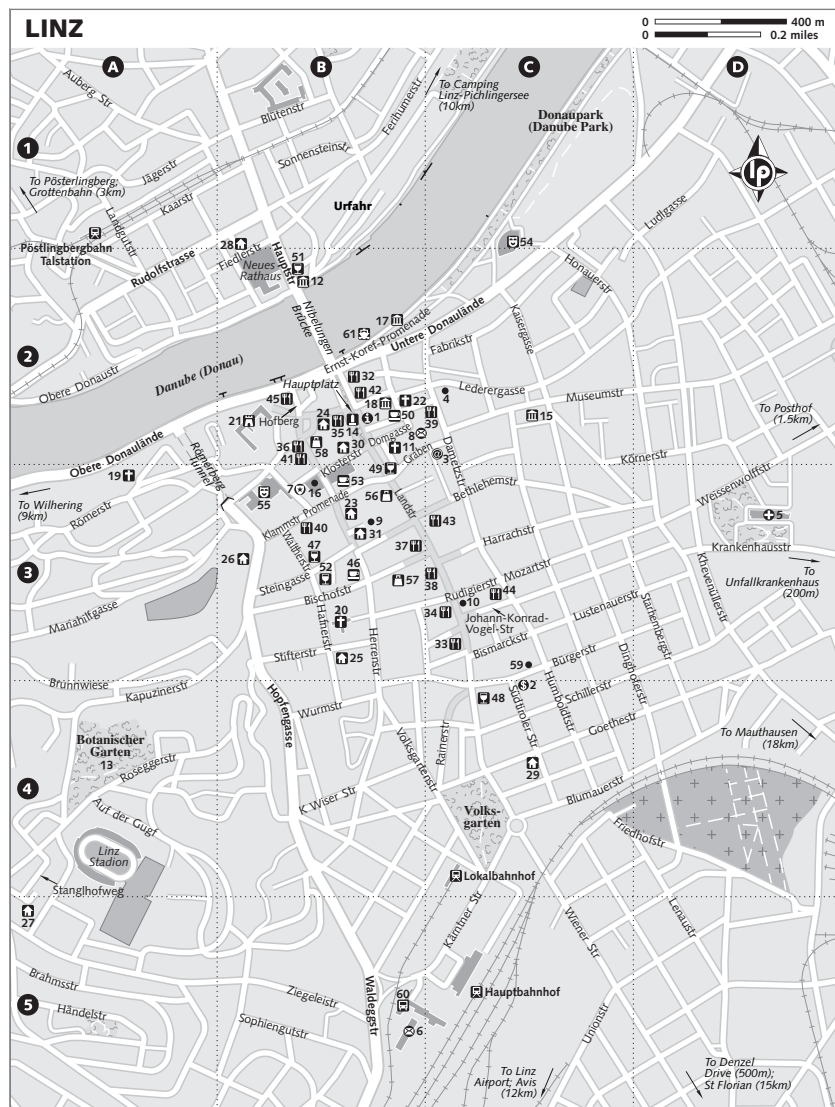 LINZ
0 400 m
0 0.2 miles
A
B
C
D
1
2
3
4
5
Auberg Str
Blütenstr
Ferihumerstr
To Camping
Linz-Pichlingersee
(10km)
Donaupark
(Danube Park)
lp
Sonnensteinstr
Jägerstr
Kaarstr
To Pösterlingberg;
Grottenbahn (3km)
Landgutstr
Urfahr
Ludlgasse
Pöstlingbergbahn
Talstation
28
Fiedlerstr
Hauptstr
51
54
Rudolfstrasse
Neues
Rathaus
12
Honauerstr
Nibelungen
Brücke
17
61
Ernst-Koref-Promenade
Untere Donaulände
Kaisergasse
Fabrikstr
Obere Donaustr
Danube (Donau)
32
Hauptplatz
42
4
Lederergasse
Museumstr
45
18
22
24
1
50
39
15
21
Hofberg
35
14
30
8
To Posthof
(1.5km)
Domgasse
36
58
11
Graben
Dametzstr
Obere Donaulände
Römerberg
Tunnel
41
Klosterstr
49
3
Körnerstr
19
7
16
53
Bethlehemstr
Weissenwolffstr
To Wilhering
(9km)
55
56
Landstr
5
Römerstr
Klammstr
Promenade
23
9
43
40
31
Harrachstr
Krankenhausstr
Waltherstr
47
37
26
46
To
Unfallkrankenhaus
(200m)
Steingasse
52
57
38
Mozartstr
Khevenüllerstr
Bischofstr
Rudigierstr
44
Mariahilfgasse
20
10
Hafnerstr
34
Johann-Konrad-
Vogel-Str
Lustenauerstr
Starhembergstr
Herrenstr
33
Bismarckstr
Stifterstr
25
59
Bürgerstr
Dinghoferstr
Brunnwiese
2
Kapuzinerstr
Hopfengasse
48
Schillerstr
Humboldtstr
Wurmstr
Südtiroler Str
Goethestr
To Mauthausen
(18km)
Botanischer
Garten
13
Volksgartenstr
Rainerstr
Roseggerstr
29
Blumauerstr
K Wiser Str
Auf der Gugl
Volks-
garten
Friedhofstr
Linz
Stadion
Lokalbahnhof
Stanglhofweg
27
Kärntner Str
Wiener Str
Lenaustr
Brahmsstr
Waldeggstr
Ziegeleistr
60
Hauptbahnhof
Händelstr
Sophiengutstr
6
Unionstr
To Linz
Airport; Avis
(12km)
To Denzel
Drive (500m);
St Florian (15km)